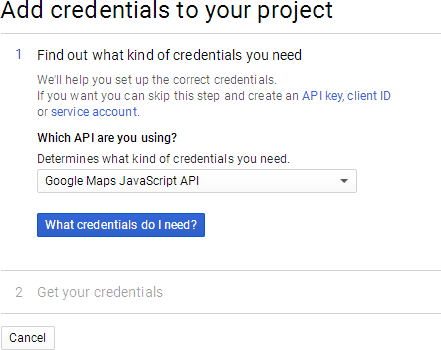 Add credentials to your project
1 Find out what kind of credentials you need
We'll help you set up the correct credentials.
If you want you can skip this step and create an API key, client ID
or service account.
Which API are you using?
Determines what kind of credentials you need.
Google Maps JavaScript API
What credentials do I need?
2 Get your credentials
Cancel